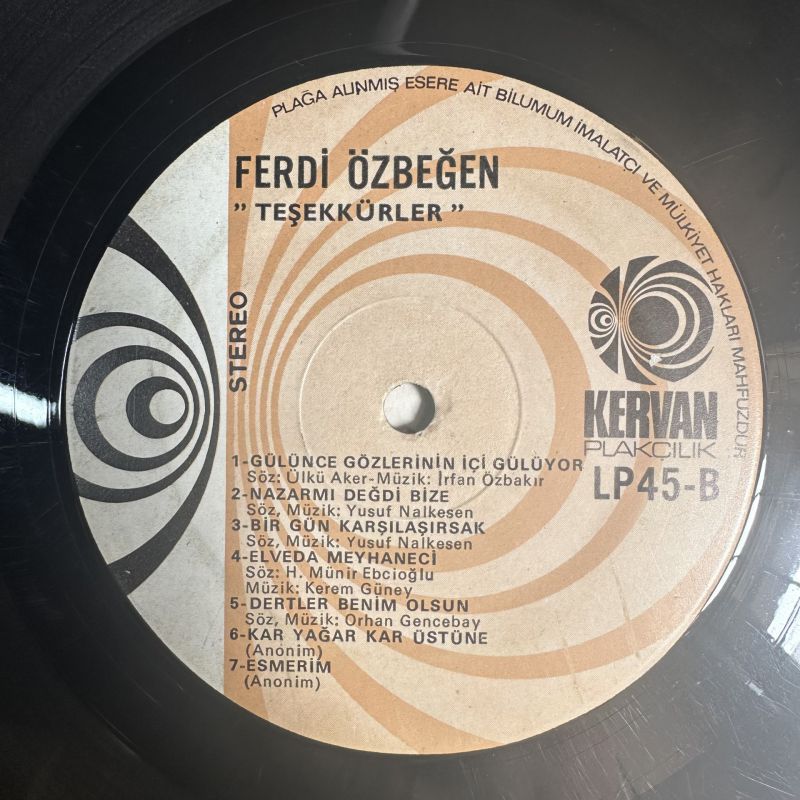 PLAĞA ALINMIŞ ESERE AİT BİLUMUM İMALATÇI VE MÜLKİYET HAKLARI MAHFUZDUR
FERDİ ÖZBEĞEN
" TEŞEKKÜRLER "
STEREO
KERVAN
PLAKÇILIK
LP45-B
1-GÜLÜNCE GÖZLERİNİN İÇİ GÜLÜYOR
Söz: Ülkü Aker-Müzik: İrfan Özbakır
2-NAZARMI DEĞDİ BİZE
Söz, Müzik: Yusuf Nalkesen
3-BİR GÜN KARŞILAŞIRSAK
Söz, Müzik: Yusuf Nalkesen
4-ELVEDA MEYHANECİ
Söz: H. Münir Ebcioğlu
Müzik: Kerem Güney
5-DERTLER BENİM OLSUN
Söz, Müzik: Orhan Gencebay
6-KAR YAĞAR KAR ÜSTÜNE
(Anonim)
7-ESMERİM
(Anonim)